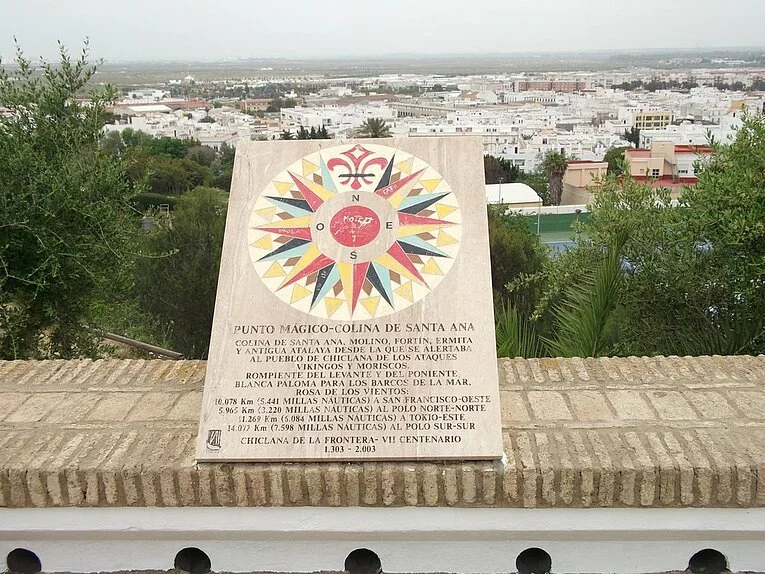 N
O E
S
PUNTO MÁGICO-COLINA DE SANTA ANA
COLINA DE SANTA ANA, MOLINO, FORTÍN, ERMITA
Y ANTIGUA ATALAYA DESDE LA QUE SE ALERTABA
AL PUEBLO DE CHICLANA DE LOS ATAQUES
VIKINGOS Y MORISCOS.
ROMPIENTE DEL LEVANTE Y DEL PONIENTE,
BLANCA PALOMA PARA LOS BARCOS DE LA MAR.
ROSA DE LOS VIENTOS:
10.078 Km (5.441 MILLAS NÁUTICAS) A SAN FRANCISCO-OESTE
5.965 Km (3.220 MILLAS NÁUTICAS) AL POLO NORTE-NORTE
11.269 Km (6.084 MILLAS NÁUTICAS) A TOKIO-ESTE
14.072 Km (7.598 MILLAS NÁUTICAS) AL POLO SUR-SUR
CHICLANA DE LA FRONTERA- VII CENTENARIO
1.303 - 2.003